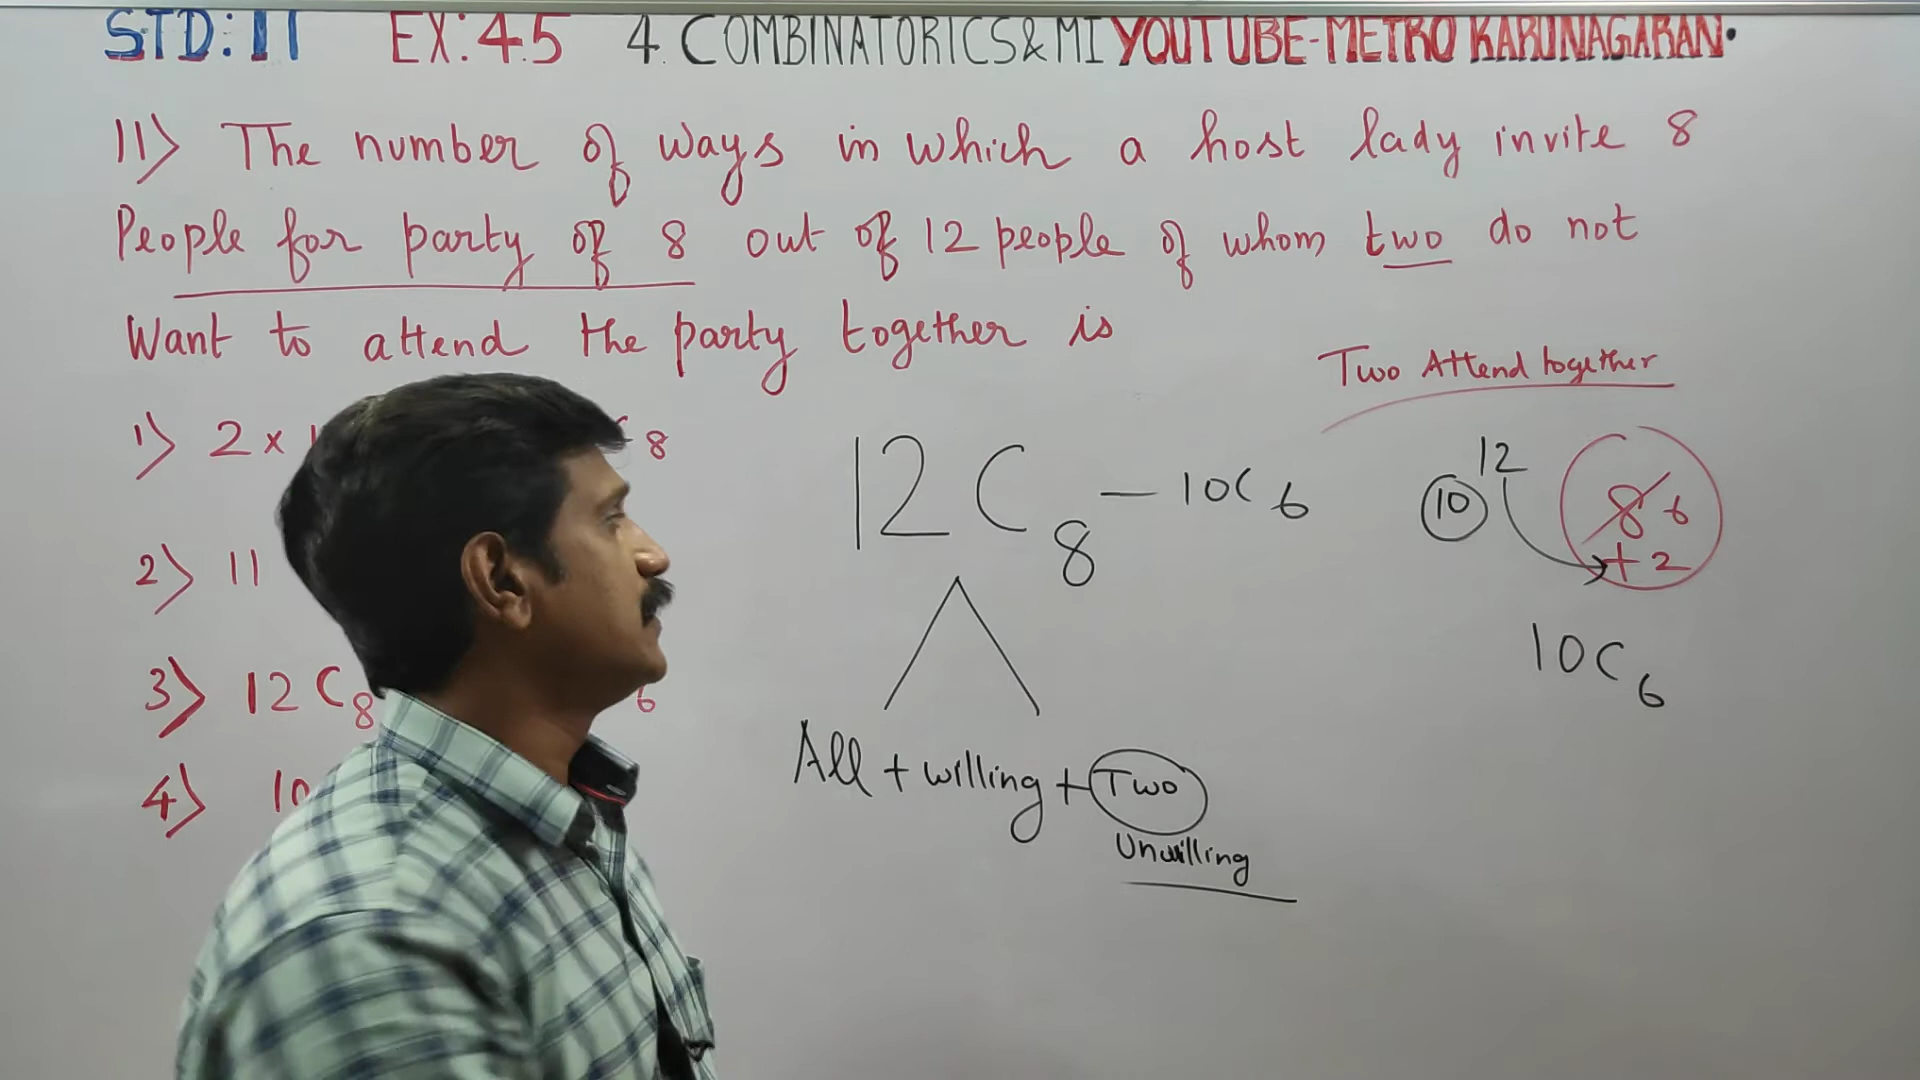 STD: 11 EX: 4.5 4. COMBINATORICS & MI YOUTUBE-METRO KARUNAGARAN.
11) The number of ways in which a host lady invite 8
People for party of 8 out of 12 people of whom two do not
Want to attend the party together is
Two Attend together
1) 2 x 1 8
12C8 — 10C6
12
10
8 6
+ 2
2) 11
10C6
3) 12C8 6
All + willing + Two
Unwilling
4) 10